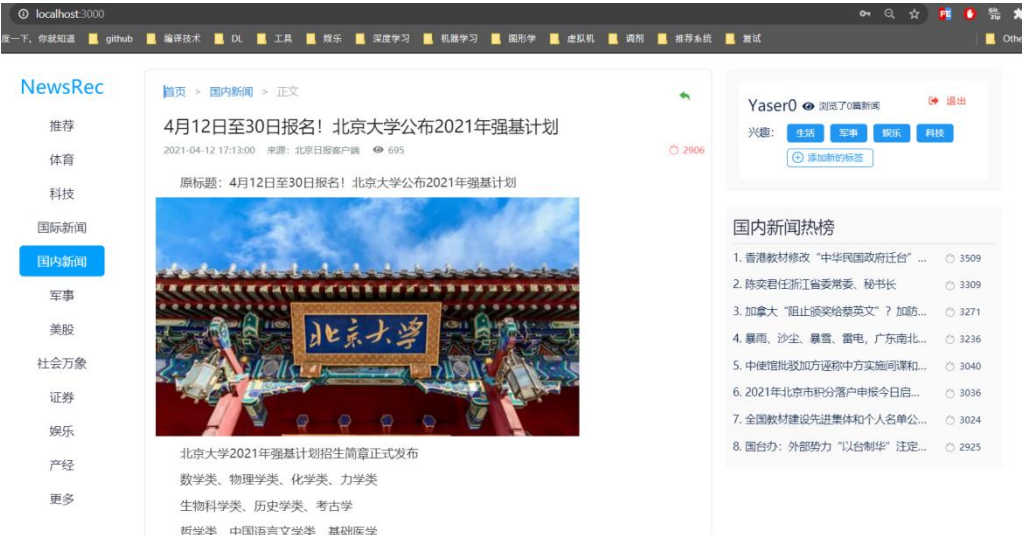 localhost:3000
度一下，你就知道 github 编译技术 DL 工具 娱乐 深度学习 机器学习 图形学 虚拟机 调剂 推荐系统 复试 Othe
NewsRec
推荐
体育
科技
国际新闻
国内新闻
军事
美股
社会万象
证券
娱乐
产经
更多
首页 > 国内新闻 > 正文
4月12日至30日报名！北京大学公布2021年强基计划
2021-04-12 17:13:00 来源：北京日报客户端 695
2906
原标题：4月12日至30日报名！北京大学公布2021年强基计划
北京大学
北京大学2021年强基计划招生简章正式发布
数学类、物理学类、化学类、力学类
生物科学类、历史学类、考古学
哲学类、中国语言文学类、基础医学
Yaser0 浏览了0篇新闻 退出
兴趣： 生活 军事 娱乐 科技
添加新的标签
国内新闻热榜
1. 香港教材修改“中华民国政府迁台”... 3509
2. 陈奕君任浙江省委常委、秘书长 3309
3. 加拿大“阻止颁奖给蔡英文”？加防... 3271
4. 暴雨、沙尘、暴雪、雷电，广东南北... 3236
5. 中使馆批驳加方诬称中方实施间谍和... 3040
6. 2021年北京市积分落户申报今日启... 3036
7. 全国教材建设先进集体和个人名单公... 3024
8. 国台办：外部势力“以台制华”注定... 2925